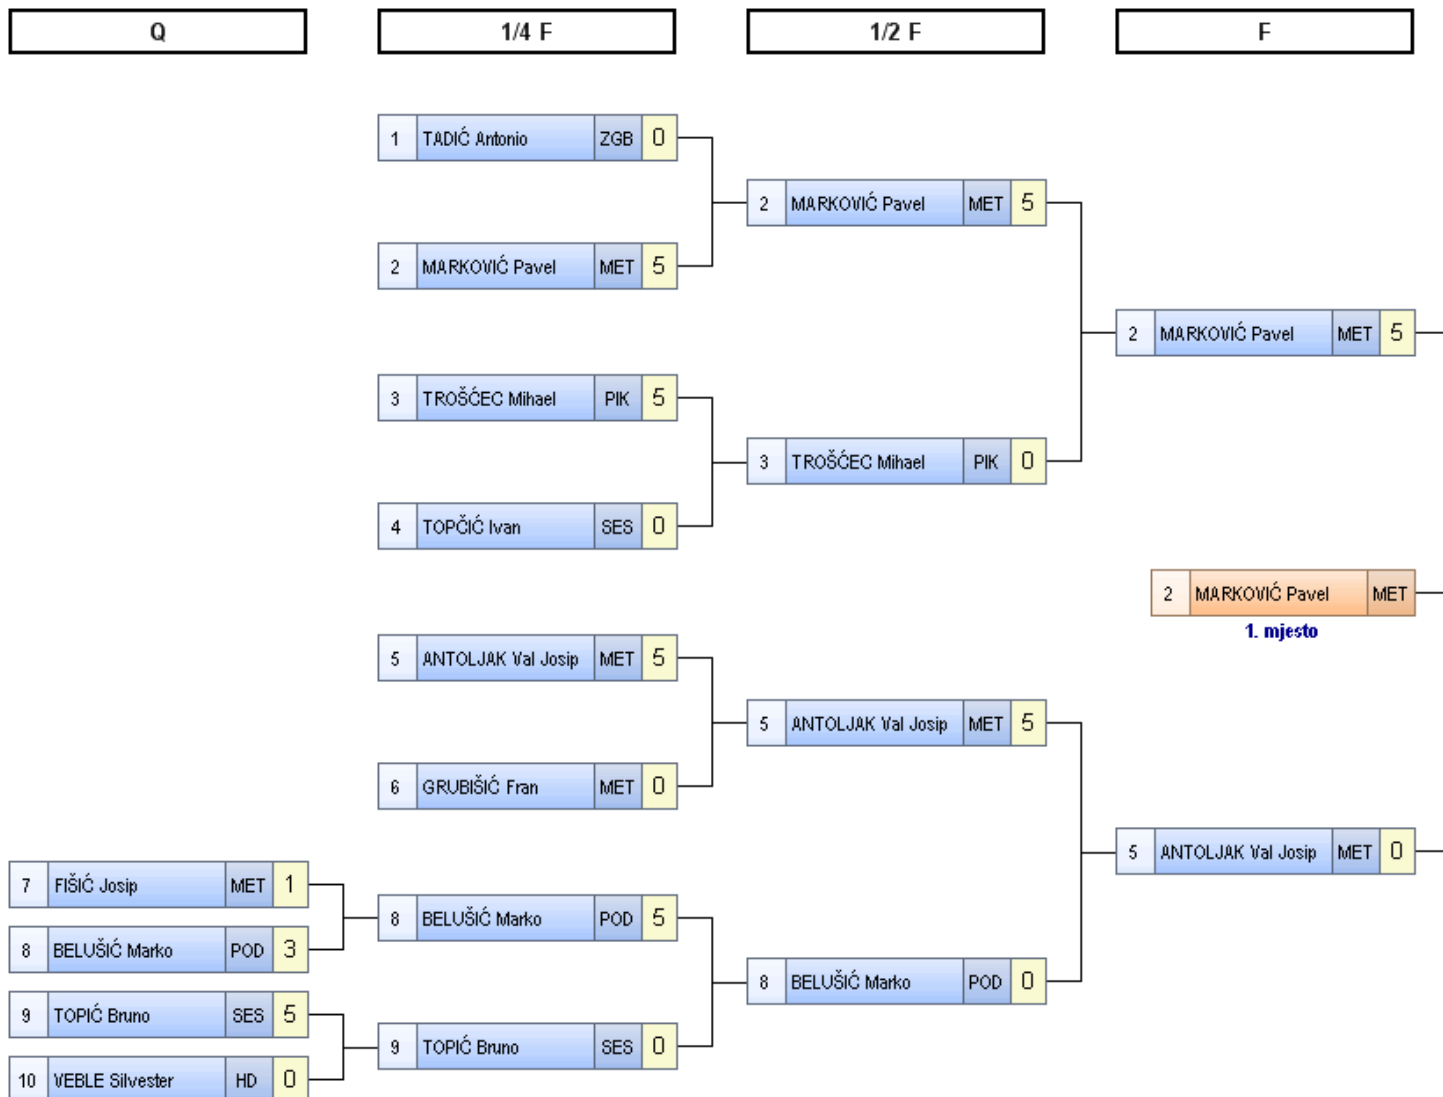 Q 1/4 F 1/2 F F
1 TADIĆ Antonio ZGB 0
2 MARKOVIĆ Pavel MET 5
2 MARKOVIĆ Pavel MET 5
2 MARKOVIĆ Pavel MET 5
3 TROŠĆEC Mihael PIK 5
3 TROŠĆEC Mihael PIK 0
4 TOPČIĆ Ivan SES 0
2 MARKOVIĆ Pavel MET
1. mjesto
5 ANTOLJAK Val Josip MET 5
5 ANTOLJAK Val Josip MET 5
6 GRUBIŠIĆ Fran MET 0
5 ANTOLJAK Val Josip MET 0
7 FIŠIĆ Josip MET 1
8 BELUŠIĆ Marko POD 5
8 BELUŠIĆ Marko POD 3
8 BELUŠIĆ Marko POD 0
9 TOPIĆ Bruno SES 5
9 TOPIĆ Bruno SES 0
10 VEBLE Silvester HD 0